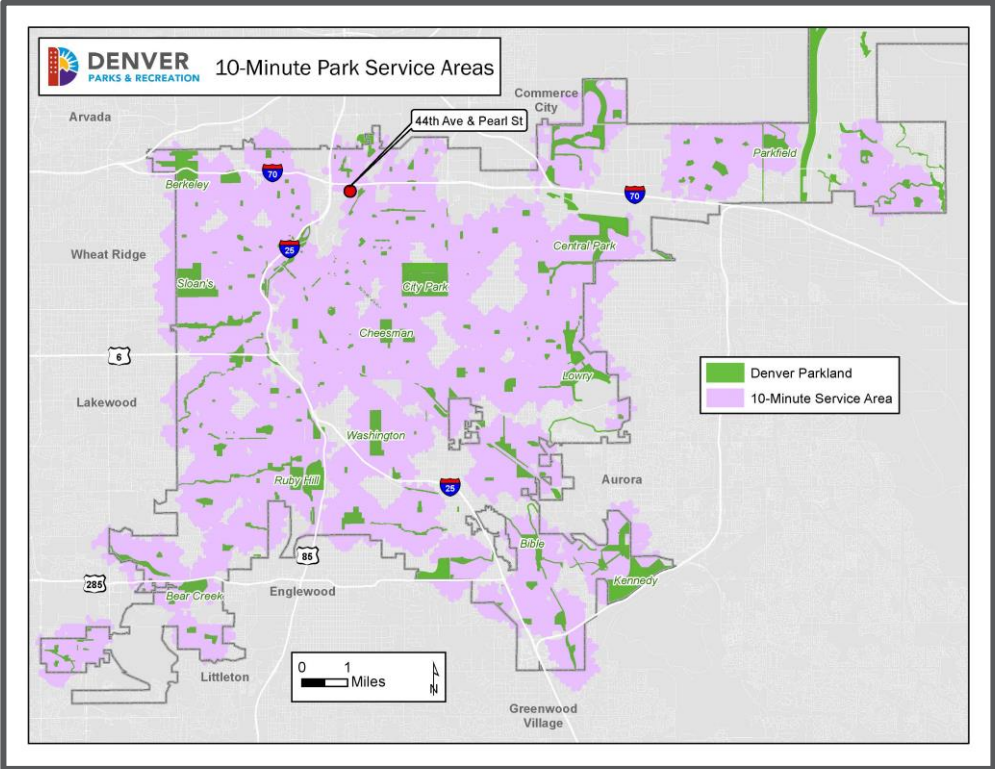 DENVER
PARKS & RECREATION
10-Minute Park Service Areas
Commerce
City
Arvada
44th Ave & Pearl St
Parkfield
Berkeley
70
70
Wheat Ridge
25
Central Park
Sloan's
City Park
Cheesman
6
Lowry
Denver Parkland
10-Minute Service Area
Lakewood
Washington
Ruby Hill
25
Aurora
Bible
85
Kennedy
285
Bear Creek
Englewood
0 1
Miles
N
Littleton
Greenwood
Village